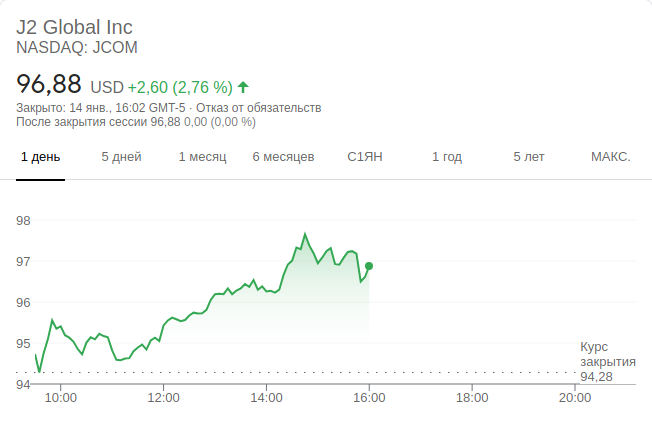 J2 Global Inc
NASDAQ: JCOM
96,88 USD +2,60 (2,76 %)
Закрыто: 14 янв., 16:02 GMT-5 · Отказ от обязательств
После закрытия сессии 96,88 0,00 (0,00 %)
1 день 5 дней 1 месяц 6 месяцев С1ЯН 1 год 5 лет МАКС.
98
97
96
95
94
Курс
закрытия
94,28
10:00 12:00 14:00 16:00 18:00 20:00